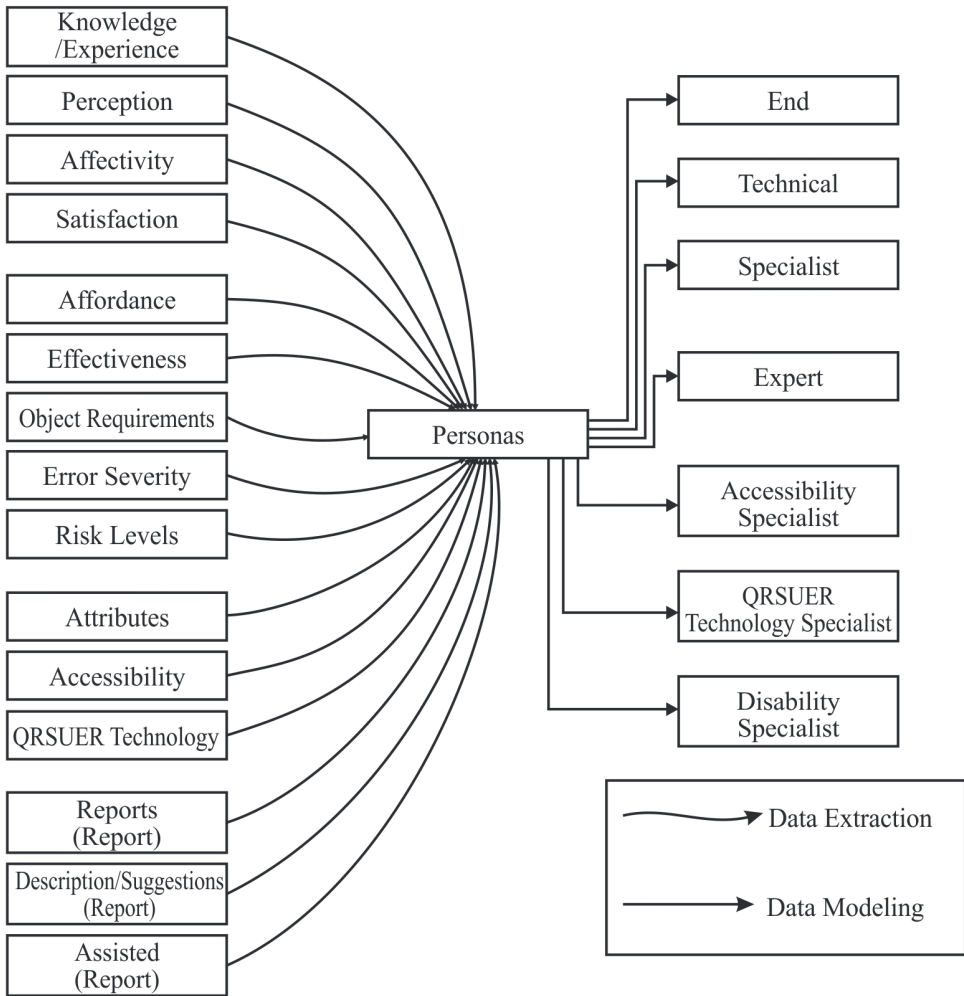 Knowledge
/Experience
Perception
Affectivity
Satisfaction
Affordance
Effectiveness
Object Requirements
Error Severity
Risk Levels
Attributes
Accessibility
QRSUER Technology
Reports
(Report)
Description/Suggestions
(Report)
Assisted
(Report)
Personas
End
Technical
Specialist
Expert
Accessibility
Specialist
QRSUER
Technology Specialist
Disability
Specialist
Data Extraction
Data Modeling